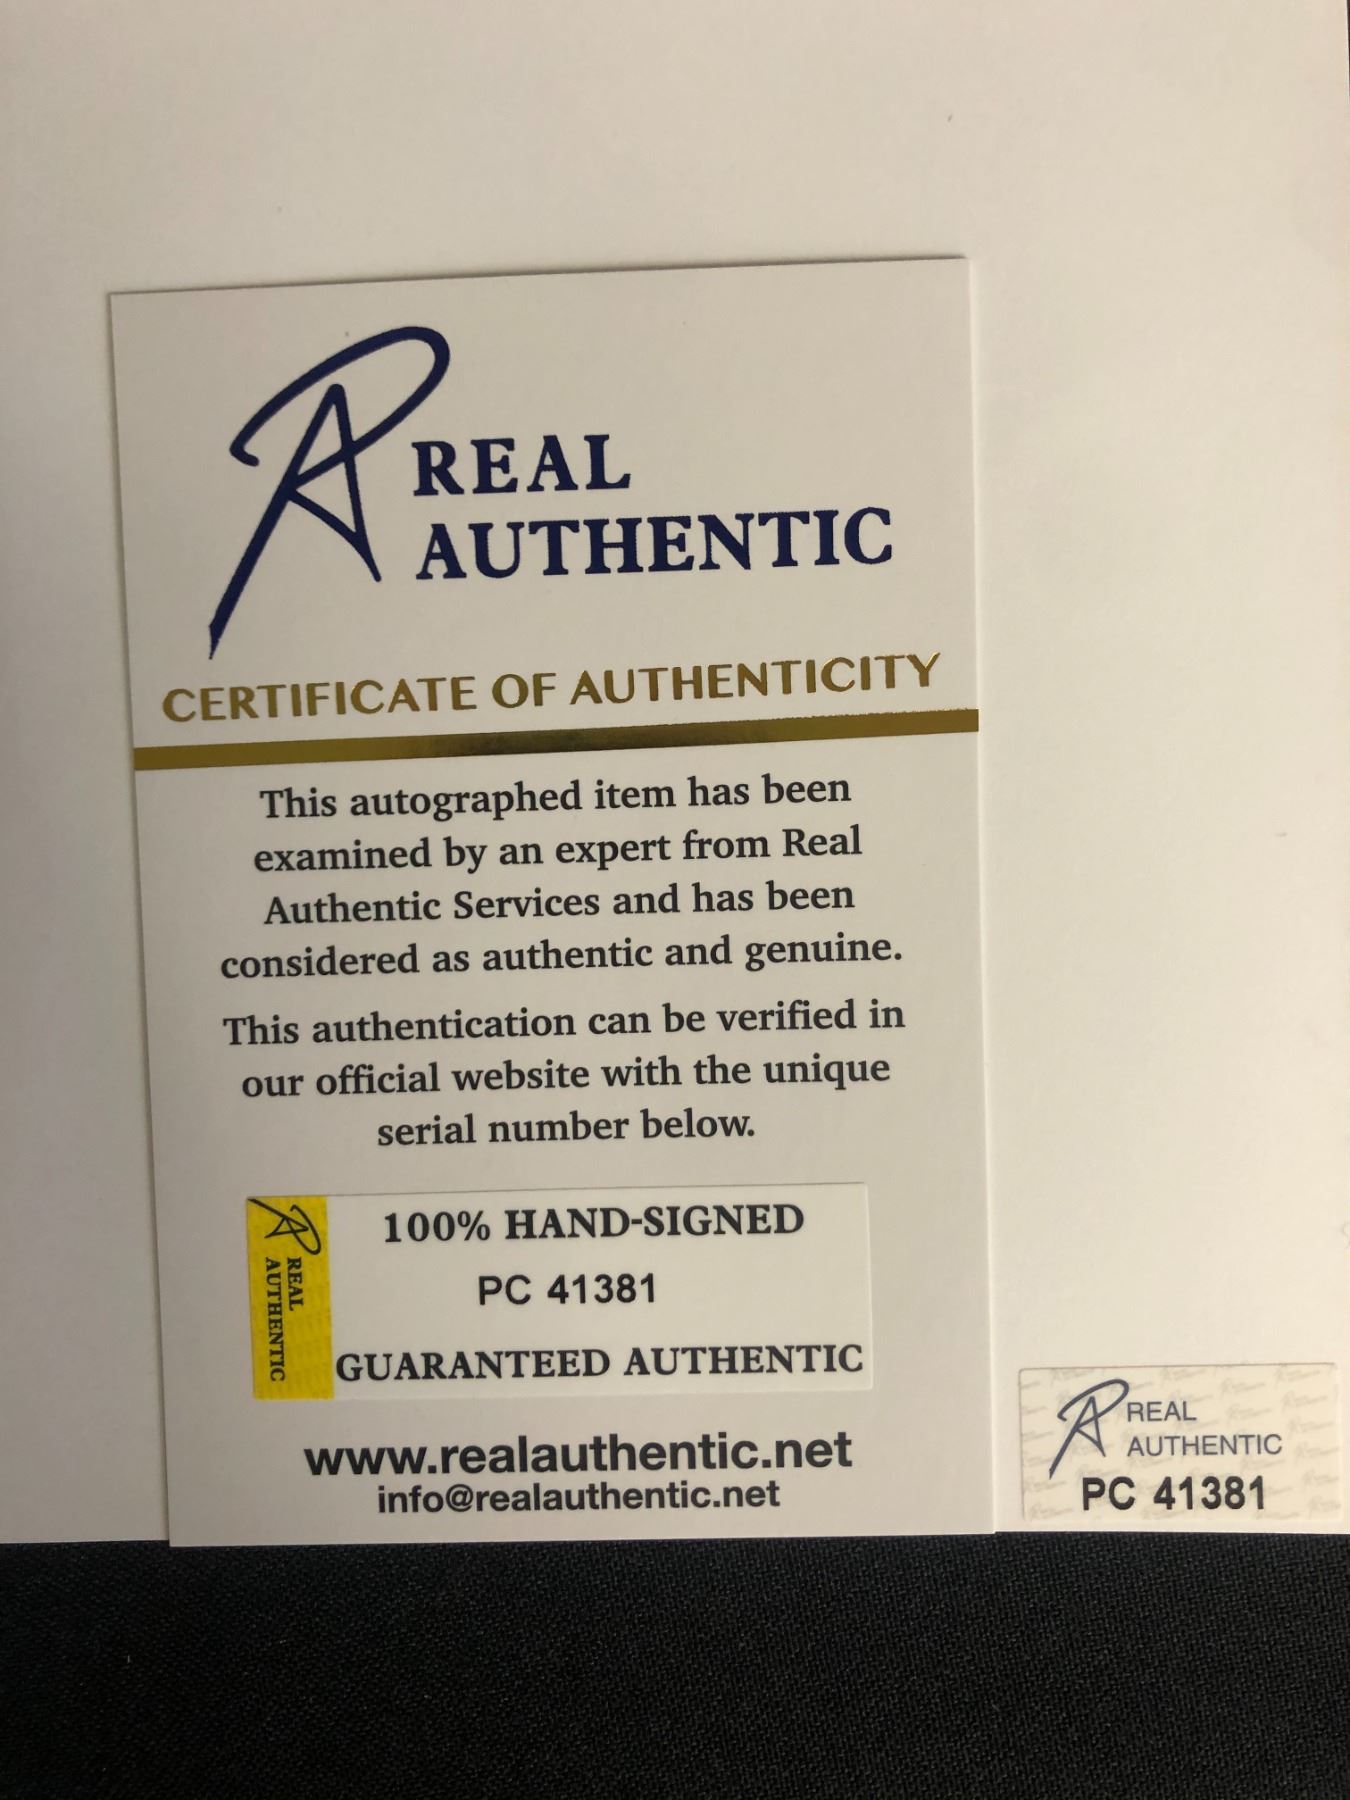 REAL
AUTHENTIC
CERTIFICATE OF AUTHENTICITY
This autographed item has been
examined by an expert from Real
Authentic Services and has been
considered as authentic and genuine.
This authentication can be verified in
our official website with the unique
serial number below.
REAL
AUTHENTIC
100% HAND-SIGNED
PC 41381
GUARANTEED AUTHENTIC
www.realauthentic.net
info@realauthentic.net
REAL
AUTHENTIC
PC 41381